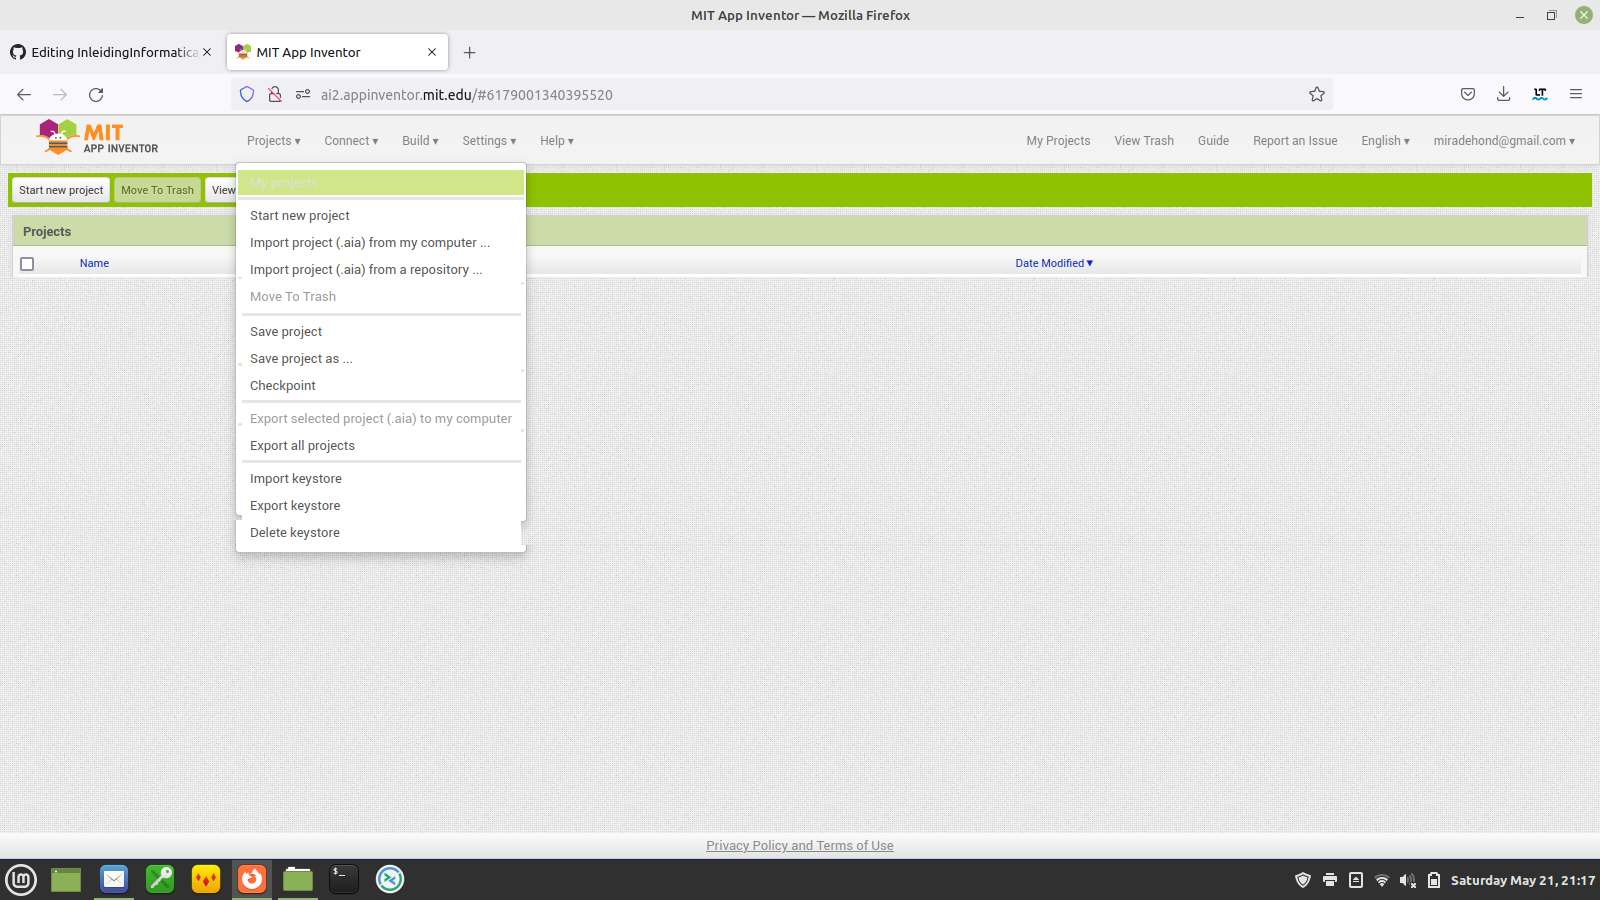 MIT App Inventor — Mozilla Firefox
Editing InleidingInformatica
MIT App Inventor
ai2.appinventor.mit.edu/#6179001340395520
LT
MIT
APP INVENTOR
Projects ▾
Connect ▾
Build ▾
Settings ▾
Help ▾
My Projects
View Trash
Guide
Report an Issue
English ▾
miradehond@gmail.com ▾
Start new project
Move To Trash
View
My projects
Start new project
Import project (.aia) from my computer ...
Import project (.aia) from a repository ...
Move To Trash
Save project
Save project as ...
Checkpoint
Export selected project (.aia) to my computer
Export all projects
Import keystore
Export keystore
Delete keystore
Projects
Name
Date Modified ▾
Privacy Policy and Terms of Use
$_
Saturday May 21, 21:17